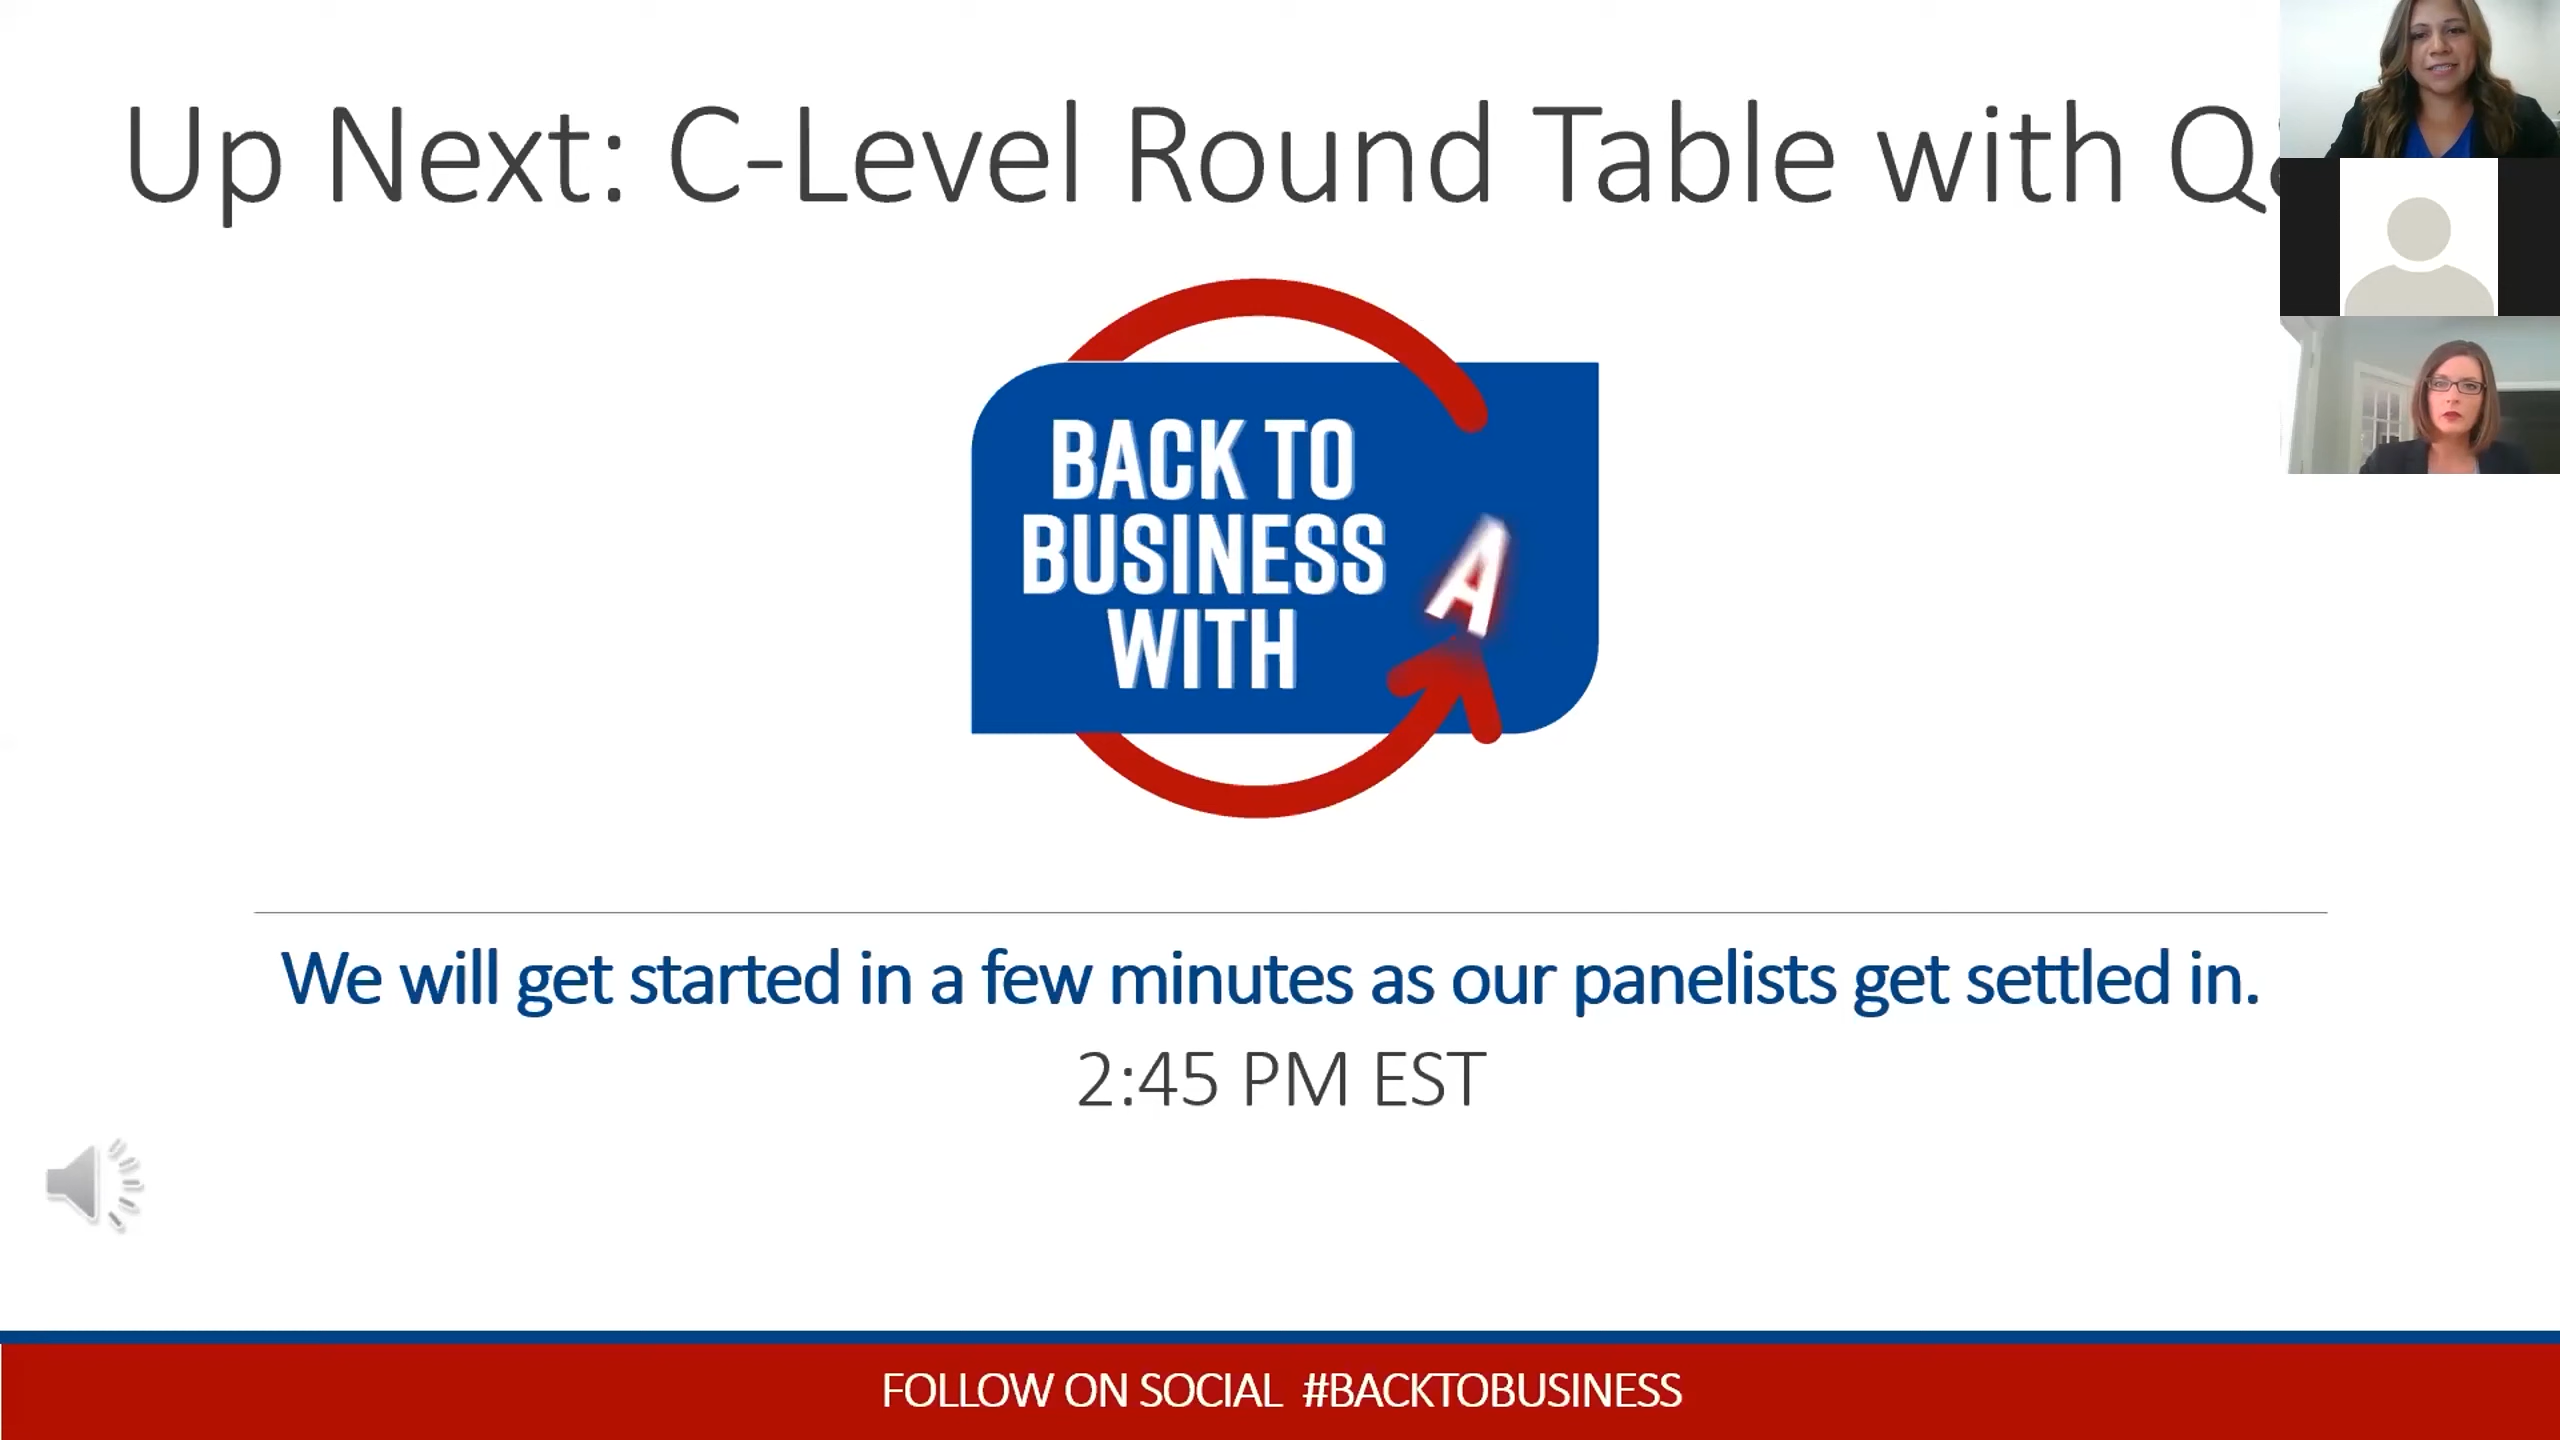 Up Next: C-Level Round Table with
BACK TO
BUSINESS
WITH
A
We will get started in a few minutes as our panelists get settled in.
2:45 PM EST
FOLLOW ON SOCIAL #BACKTOBUSINESS